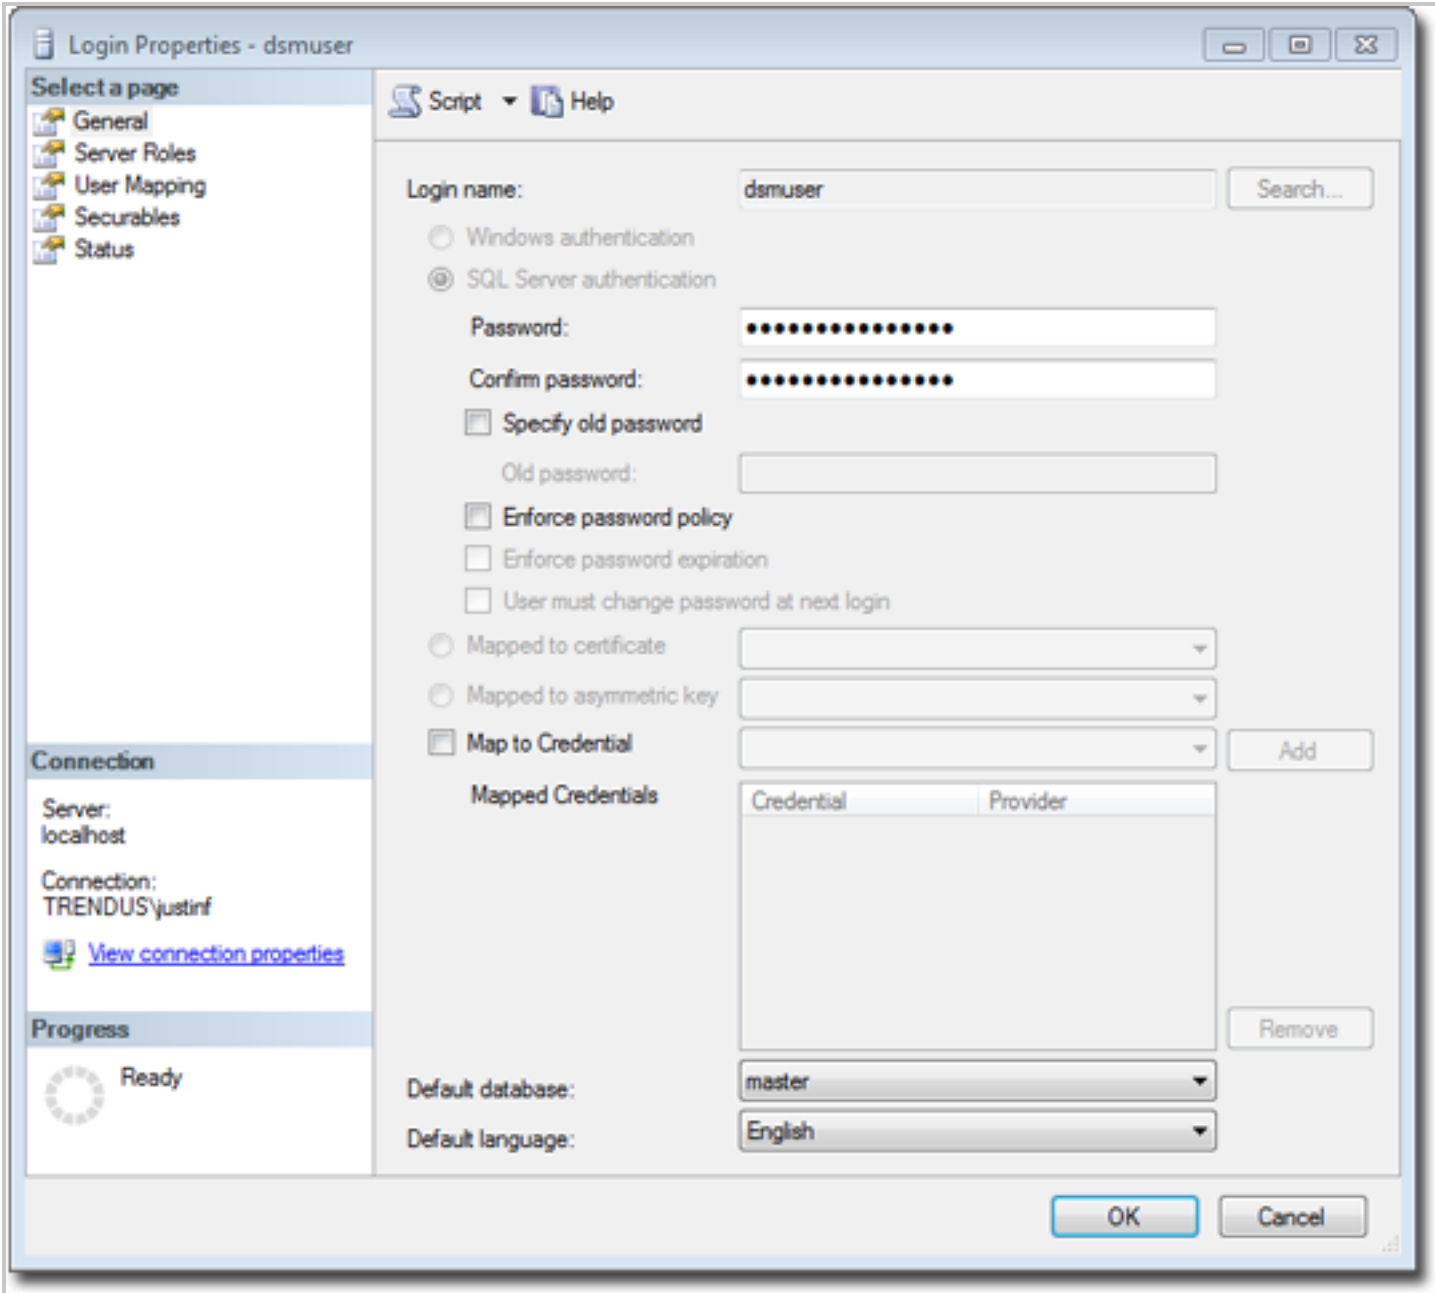 Login Properties - dsmuser
Select a page
General
Server Roles
User Mapping
Securables
Status
Connection
Server:
localhost
Connection:
TRENDUS\justinf
View connection properties
Progress
Ready
Script Help
Login name: dsmuser Search...
Windows authentication
SQL Server authentication
Password: •••••••••••••••
Confirm password: •••••••••••••••
Specify old password
Old password:
Enforce password policy
Enforce password expiration
User must change password at next login
Mapped to certificate
Mapped to asymmetric key
Map to Credential Add
Mapped Credentials Credential Provider
Remove
Default database: master
Default language: English
OK Cancel